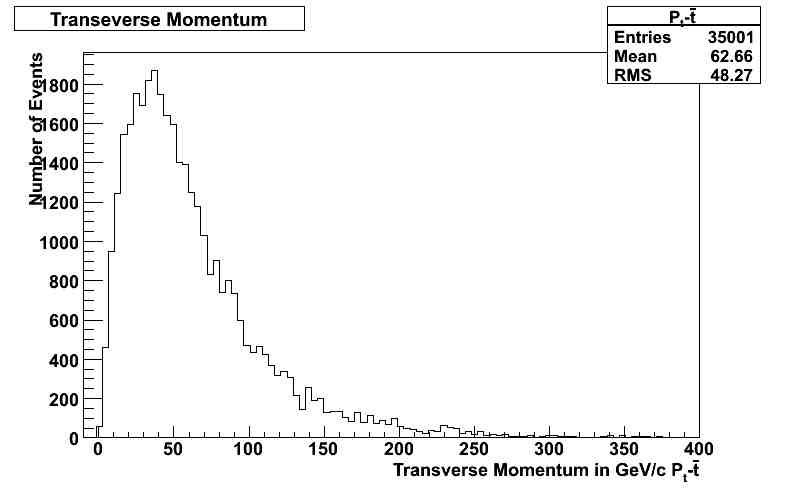 Transeverse Momentum
P_t-t̄
Entries 35001
Mean 62.66
RMS 48.27
Number of Events
1800
1600
1400
1200
1000
800
600
400
200
0
0 50 100 150 200 250 300 350 400
Transverse Momentum in GeV/c P_t-t̄